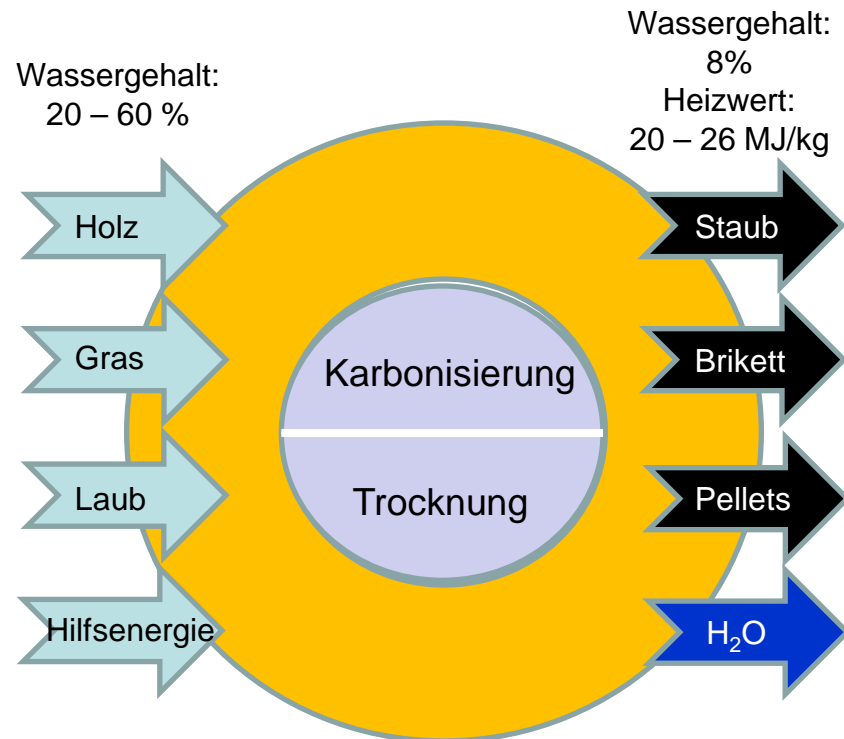 Wassergehalt:
20 – 60 %
Wassergehalt:
8%
Heizwert:
20 – 26 MJ/kg
Holz
Gras
Laub
Hilfsenergie
Karbonisierung
Trocknung
Staub
Brikett
Pellets
H₂O